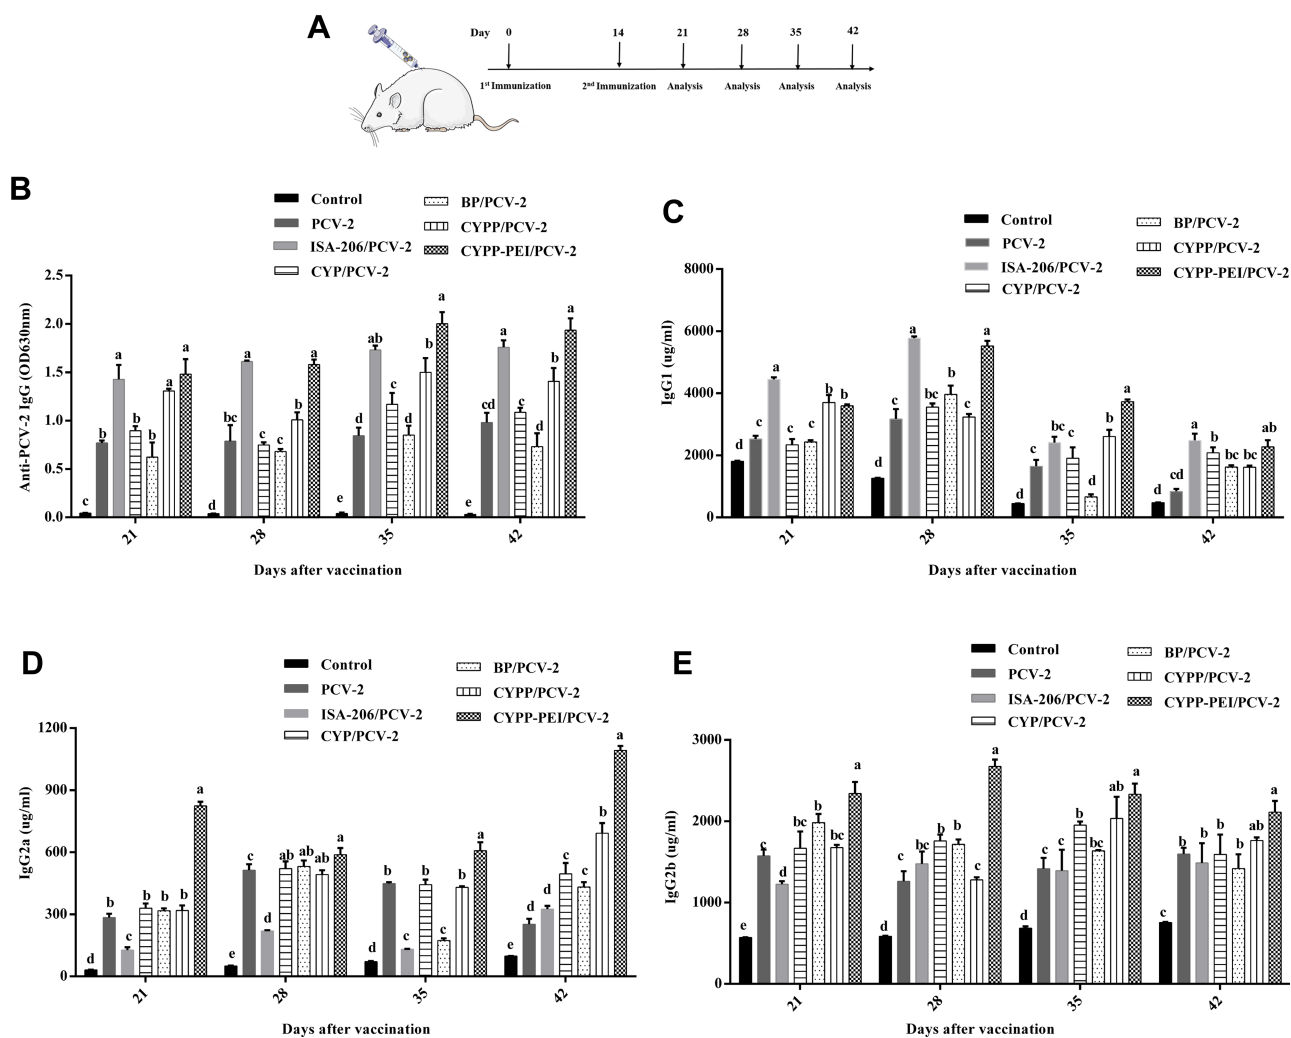 A
Day 0 14 21 28 35 42
1st Immunization 2nd Immunization Analysis Analysis Analysis Analysis
B
Control
PCV-2
ISA-206/PCV-2
CYP/PCV-2
BP/PCV-2
CYPP/PCV-2
CYPP-PEI/PCV-2
Anti-PCV-2 IgG (OD630nm)
2.5
2.0
1.5
1.0
0.5
0.0
c b a b b a a
d bc a c c b a
e d ab c d b a
e cd a c d b a
21 28 35 42
Days after vaccination
C
Control
PCV-2
ISA-206/PCV-2
CYP/PCV-2
BP/PCV-2
CYPP/PCV-2
CYPP-PEI/PCV-2
IgG1 (ug/ml)
8000
6000
4000
2000
0
d c a c c b b
d c a bc b c a
d c bc c d b a
d cd a b bc bc ab
21 28 35 42
Days after vaccination
D
Control
PCV-2
ISA-206/PCV-2
CYP/PCV-2
BP/PCV-2
CYPP/PCV-2
CYPP-PEI/PCV-2
IgG2a (ug/ml)
1200
900
600
300
0
d b c b b b a
e c d ab ab ab a
d b c b c b a
e d d c c b a
21 28 35 42
Days after vaccination
E
Control
PCV-2
ISA-206/PCV-2
CYP/PCV-2
BP/PCV-2
CYPP/PCV-2
CYPP-PEI/PCV-2
IgG2b (ug/ml)
3000
2000
1000
0
e c d bc b bc a
d c bc b b c a
d c c b bc ab a
c b b b b ab a
21 28 35 42
Days after vaccination